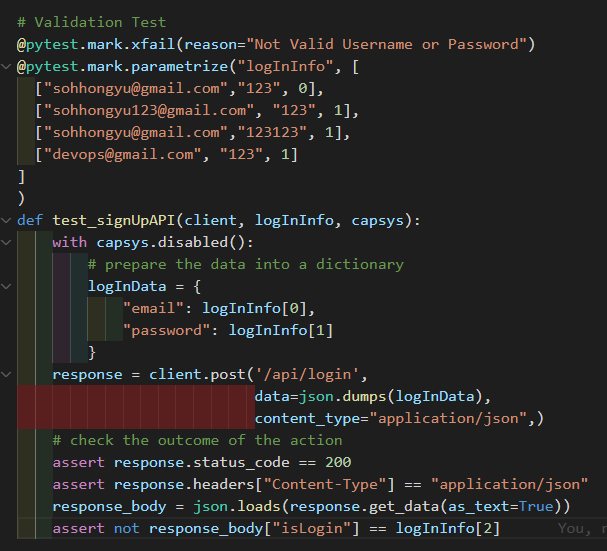 # Validation Test
@pytest.mark.xfail(reason="Not Valid Username or Password")
@pytest.mark.parametrize("logInInfo", [
["sohhongyu@gmail.com","123", 0],
["sohhongyu123@gmail.com", "123", 1],
["sohhongyu@gmail.com","123123", 1],
["devops@gmail.com", "123", 1]
]
)
def test_signUpAPI(client, logInInfo, capsys):
with capsys.disabled():
# prepare the data into a dictionary
logInData = {
"email": logInInfo[0],
"password": logInInfo[1]
}
response = client.post('/api/login',
data=json.dumps(logInData),
content_type="application/json",)
# check the outcome of the action
assert response.status_code == 200
assert response.headers["Content-Type"] == "application/json"
response_body = json.loads(response.get_data(as_text=True))
assert not response_body["isLogin"] == logInInfo[2] You,